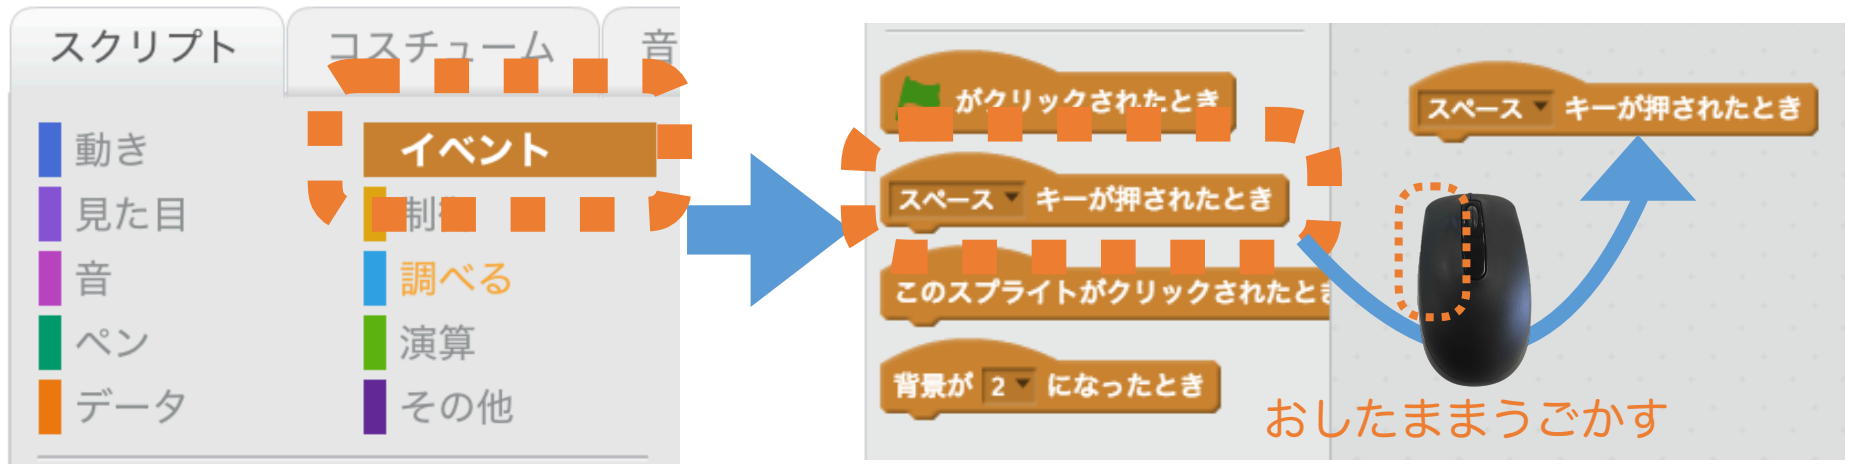 スクリプト
コスチューム
音
動き
イベント
見た目
制御
音
調べる
ペン
演算
データ
その他
がクリックされたとき
スペース キーが押されたとき
このスプライトがクリックされたとき
背景が 2 になったとき
スペース キーが押されたとき
おしたままうごかす